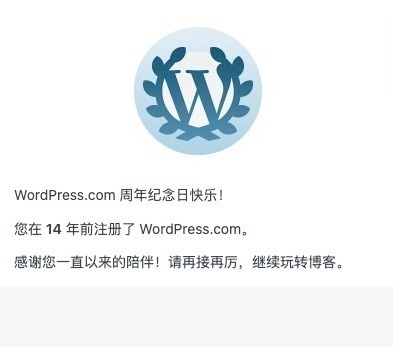 W
WordPress.com 周年纪念日快乐！
您在 14 年前注册了 WordPress.com。
感谢您一直以来的陪伴！请再接再厉，继续玩转博客。